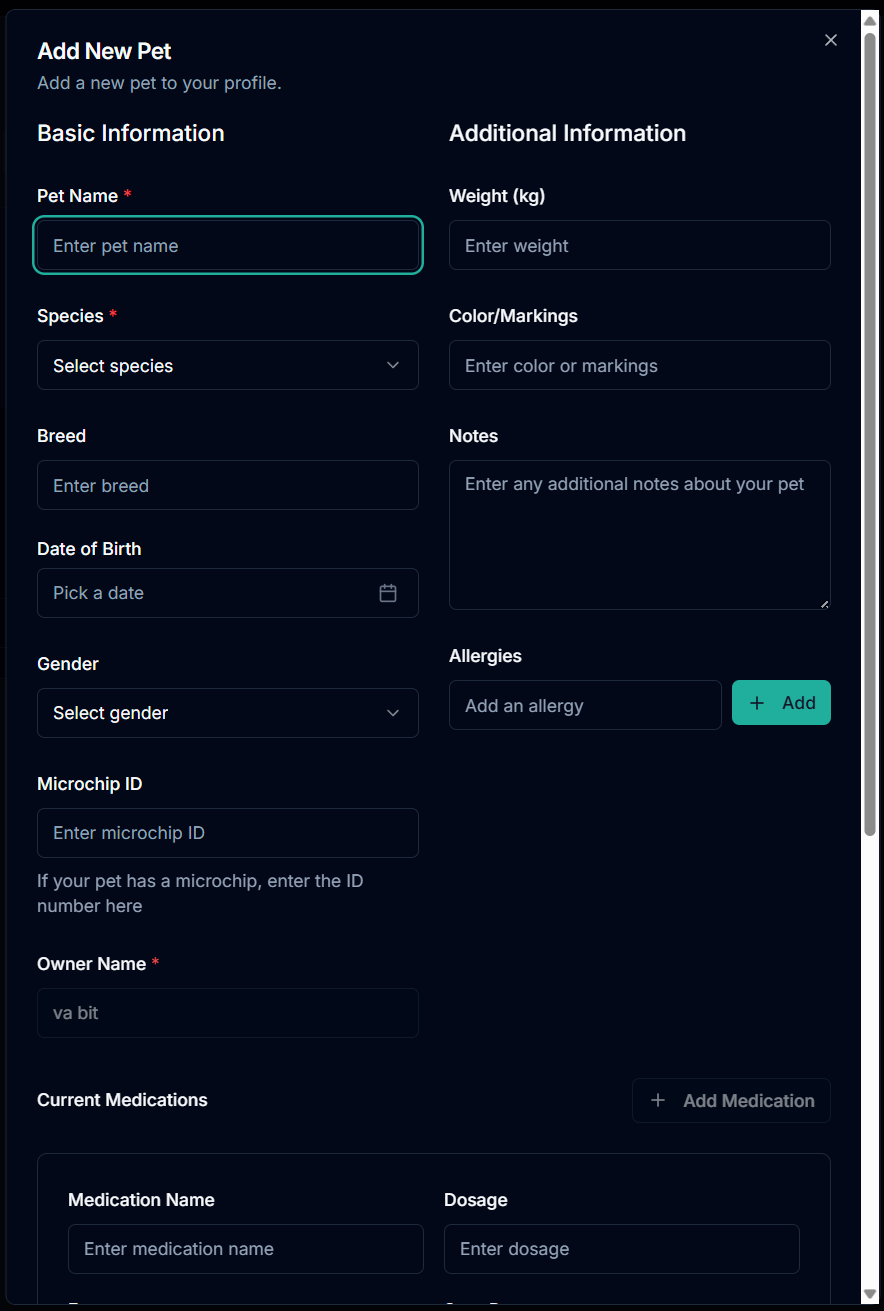 Add New Pet
Add a new pet to your profile.
Basic Information
Pet Name *
Enter pet name
Species *
Select species
Breed
Enter breed
Date of Birth
Pick a date
Gender
Select gender
Microchip ID
Enter microchip ID
If your pet has a microchip, enter the ID
number here
Owner Name *
va bit
Additional Information
Weight (kg)
Enter weight
Color/Markings
Enter color or markings
Notes
Enter any additional notes about your pet
Allergies
Add an allergy
Add
Current Medications
Add Medication
Medication Name
Enter medication name
Dosage
Enter dosage